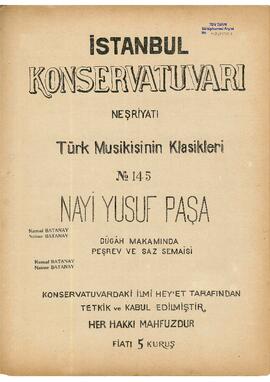 İSTANBUL
KONSERVATUVARI
NEŞRİYATI
Türk Musikisinin Klasikleri
№ 145
NAYİ YUSUF PAŞA
Kemal BATANAY
Neime BATANAY
DÜGÂH MAKAMINDA
PEŞREV VE SAZ SEMAİSİ
Kemal BATANAY
Neime BATANAY
KONSERVATUVARDAKİ İLMİ HEY'ET TARAFINDAN
TETKİK ve KABUL EDİLMİŞTİR
HER HAKKI MAHFUZDUR
FİATI 5 KURUŞ